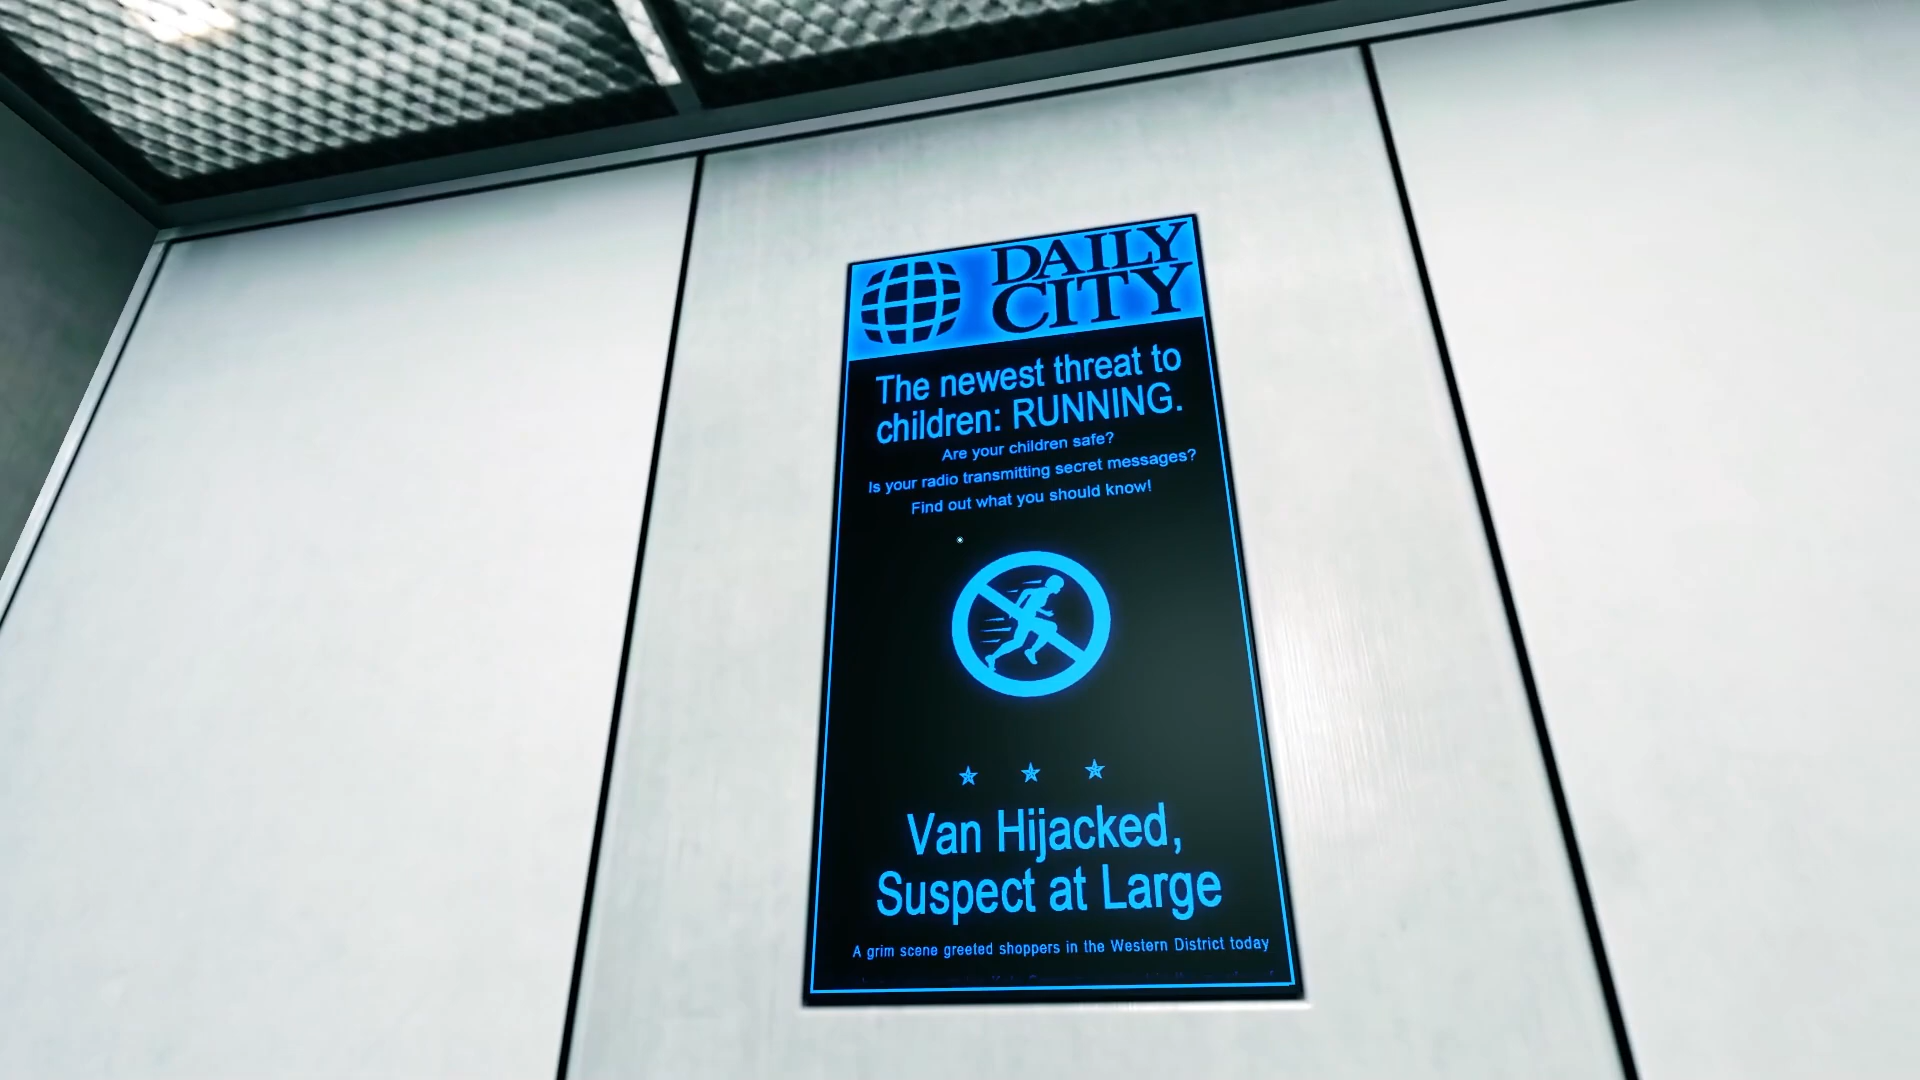 DAILY
CITY
The newest threat to
children: RUNNING.
Are your children safe?
Is your radio transmitting secret messages?
Find out what you should know!
Van Hijacked,
Suspect at Large
A grim scene greeted shoppers in the Western District today